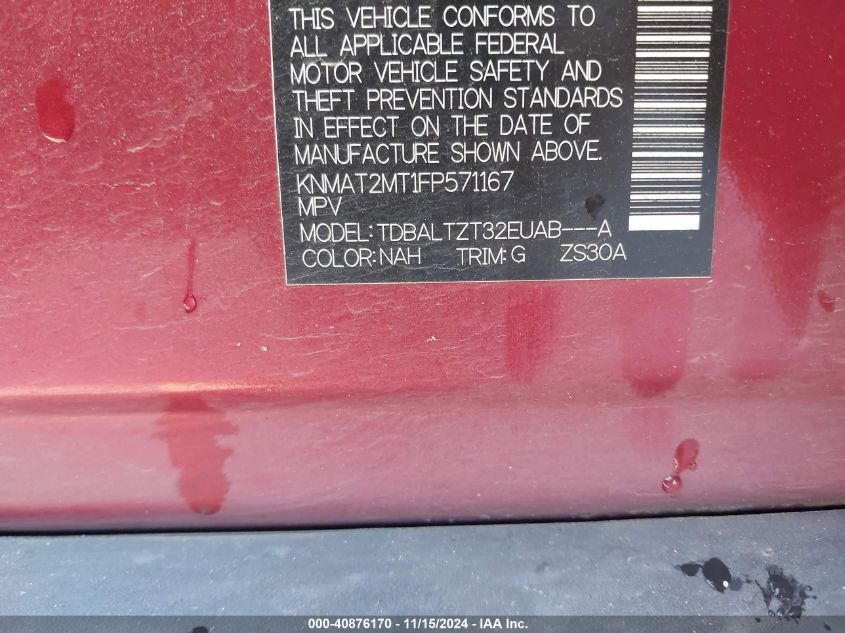 THIS VEHICLE CONFORMS TO
ALL APPLICABLE FEDERAL
MOTOR VEHICLE SAFETY AND
THEFT PREVENTION STANDARDS
IN EFFECT ON THE DATE OF
MANUFACTURE SHOWN ABOVE.
KNMAT2MT1FP571167
MPV
MODEL:TDBALTZT32EUAB---A
COLOR:NAH TRIM:G ZS30A
000-40876170 - 11/15/2024 - IAA Inc.